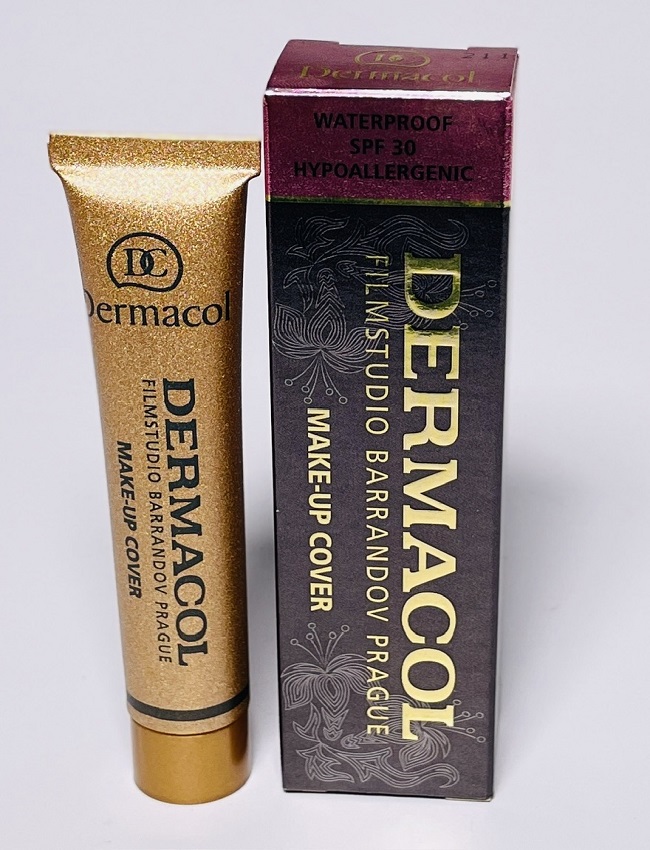 DC
Dermacol
DERMACOL
FILMSTUDIO BARRANDOV PRAGUE
MAKE-UP COVER
Dermacol
211
WATERPROOF
SPF 30
HYPOALLERGENIC
DERMACOL
FILMSTUDIO BARRANDOV PRAGUE
MAKE-UP COVER